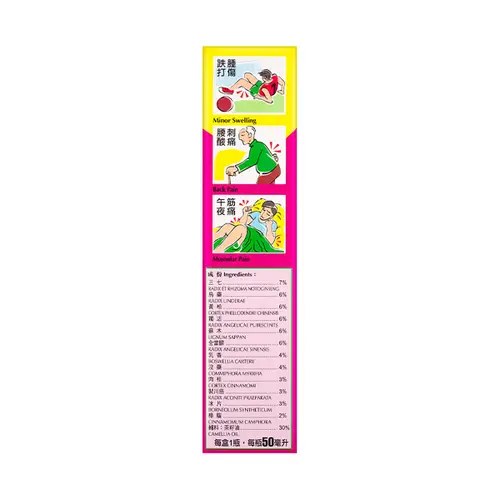 跌打腫傷
Minor Swelling
腰酸刺痛
Back Pain
午夜筋痛
Muscular Pain
成份 Ingredients：
三七 7%
RADIX ET RHIZOMA NOTOGINSENG
烏藥 6%
RADIX LINDERAE
黃柏 6%
CORTEX PHELLODENDRI CHINENSIS
獨活 6%
RADIX ANGELICAE PUBESCENTIS
蘇木 6%
LIGNUM SAPPAN
全當歸 6%
RADIX ANGELICAE SINENSIS
乳香 4%
BOSWELLIA CARTERII
沒藥 4%
COMMIPHORA MYRRHA
肉桂 3%
CORTEX CINNAMOMI
製川烏 3%
RADIX ACONITI PRAEPARATA
冰片 3%
BORNEOLUM SYNTHETICUM
樟腦 2%
CINNAMOMUM CAMPHORA
輔料：茶籽油 30%
CAMELLIA OIL
每盒1瓶，每瓶50毫升